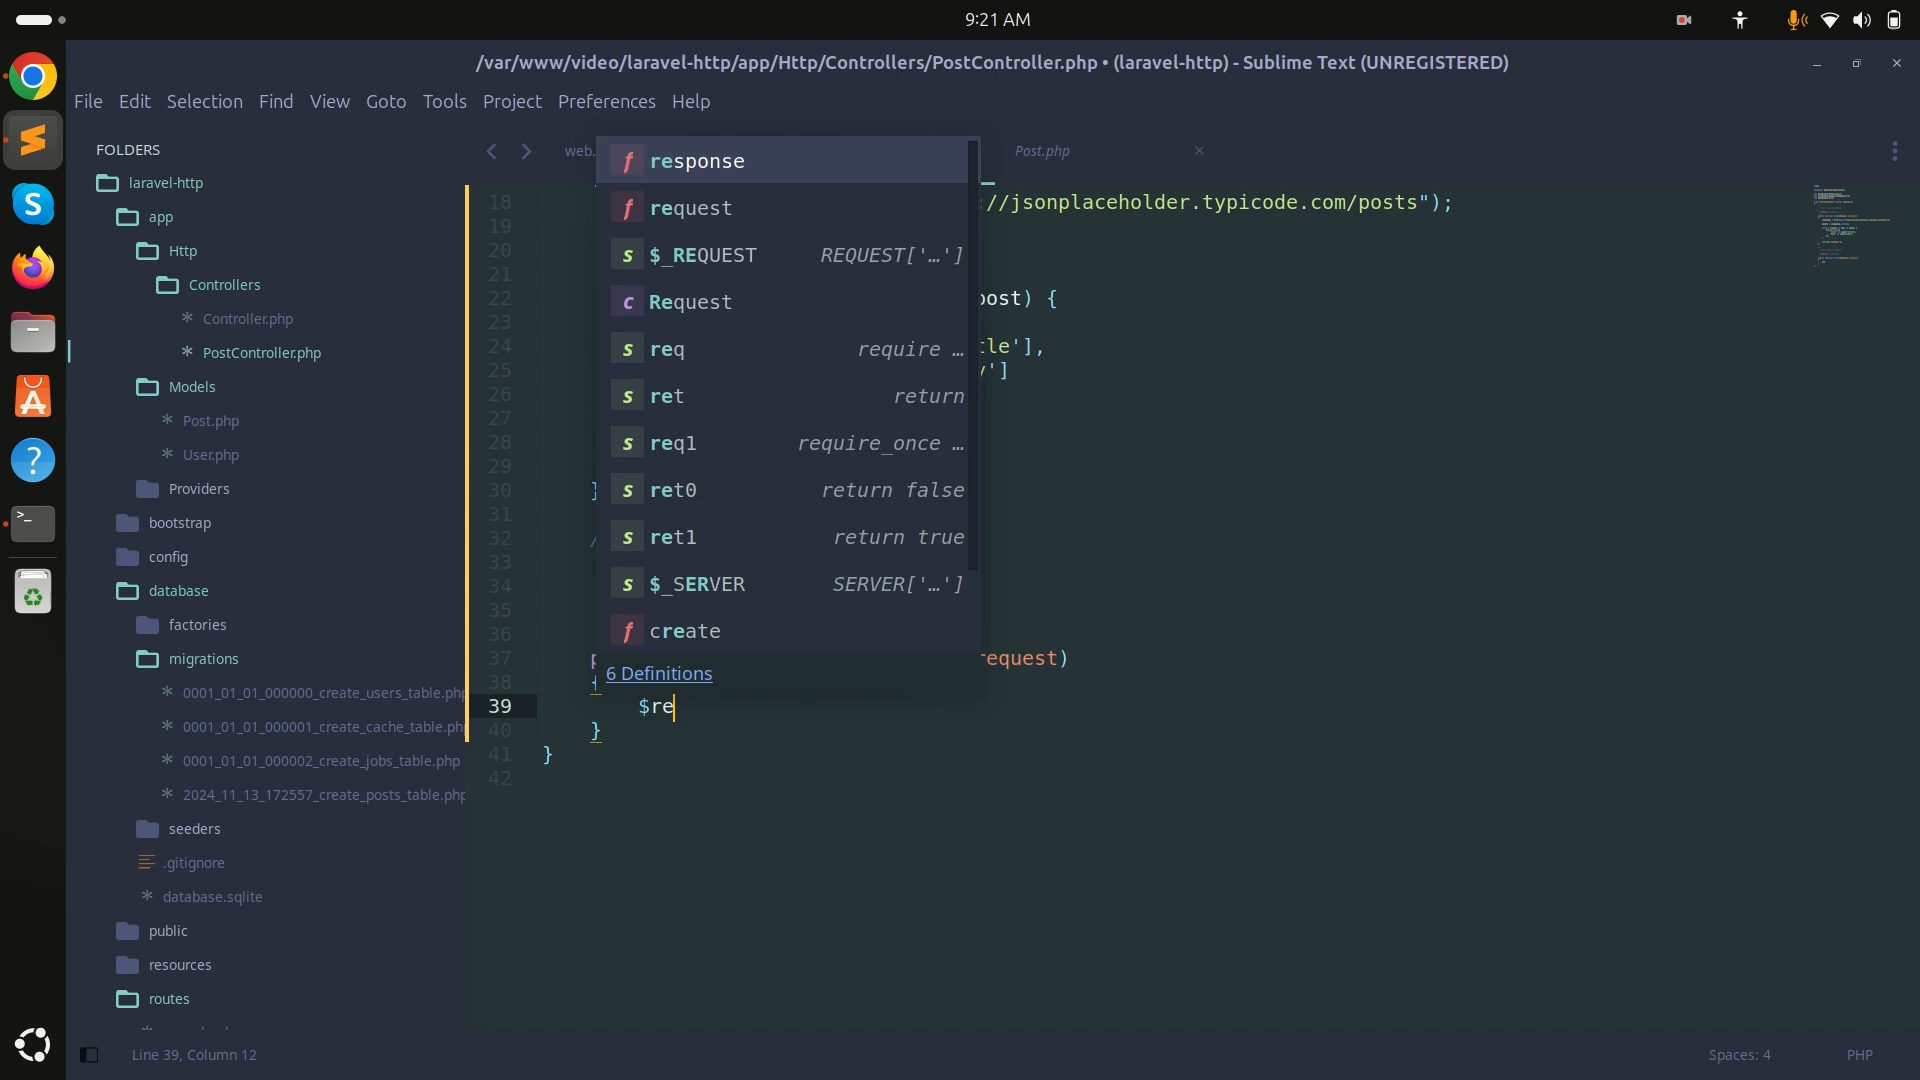 9:21 AM
/var/www/video/laravel-http/app/Http/Controllers/PostController.php • (laravel-http) - Sublime Text (UNREGISTERED)
File Edit Selection Find View Goto Tools Project Preferences Help
FOLDERS
laravel-http
app
Http
Controllers
Controller.php
PostController.php
Models
Post.php
User.php
Providers
bootstrap
config
database
factories
migrations
0001_01_01_000000_create_users_table.php
0001_01_01_000001_create_cache_table.ph
0001_01_01_000002_create_jobs_table.php
2024_11_13_172557_create_posts_table.php
seeders
.gitignore
database.sqlite
public
resources
routes
web. Post.php
18 //jsonplaceholder.typicode.com/posts");
19
20
21
22 post) {
23
24 tle'],
25 y']
26
27
28
29
30 }
31
32 /
33
34
35
36
37 p request)
38 {
39 $re
40 }
41 }
42
response
request
$_REQUEST REQUEST['…']
Request
req require …
ret return
req1 require_once …
ret0 return false
ret1 return true
$_SERVER SERVER['…']
create
6 Definitions
Line 39, Column 12 Spaces: 4 PHP